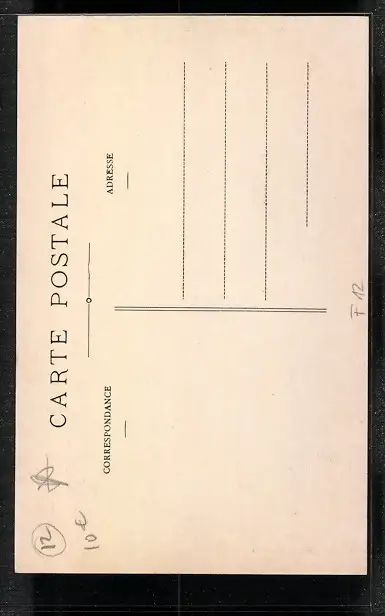 12
10€
CARTE POSTALE
CORRESPONDANCE
ADRESSE
F 12